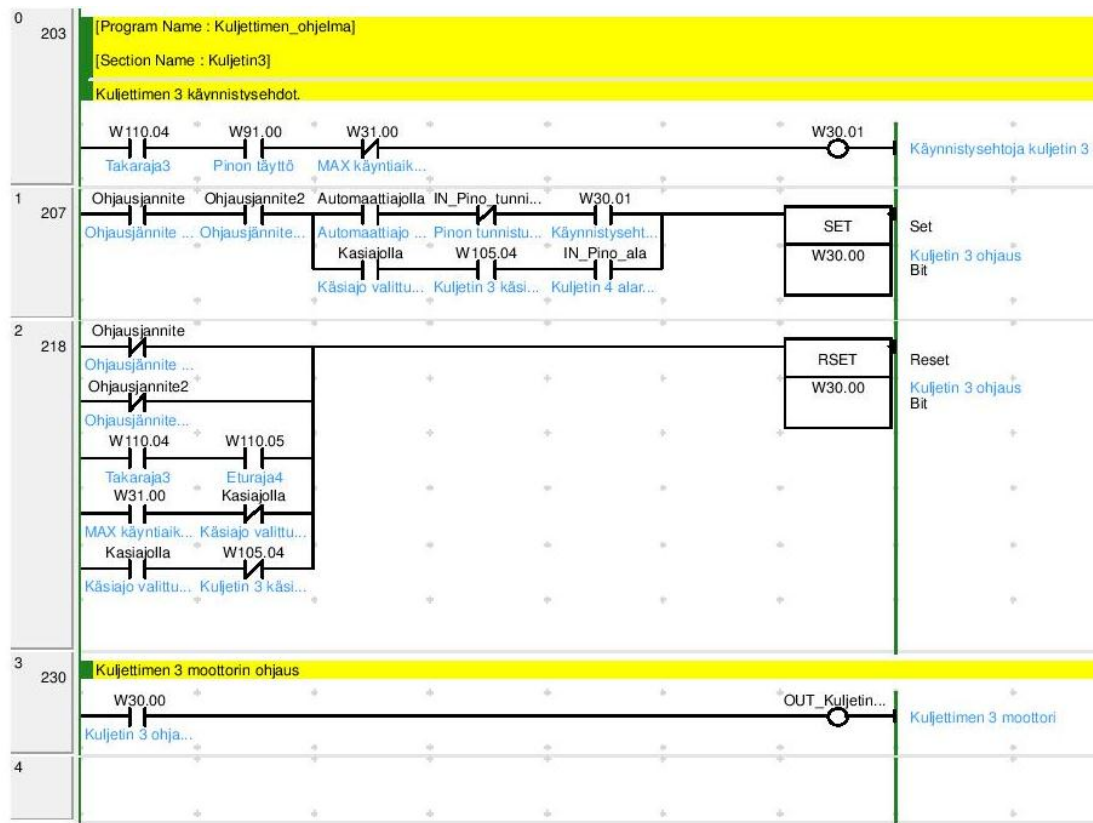 0
203
[Program Name : Kuljettimen_ohjelma]
[Section Name : Kuljetin3]
Kuljettimen 3 käynnistysehdot.
W110.04 W91.00 W31.00 W30.01
Takaraja3 Pinon täyttö MAX käyntiaik... Käynnistysehtoja kuljetin 3
1
207
Ohjausjannite Ohjausjannite2 Automaattiajolla IN_Pino_tunni... W30.01
Ohjausjännite ... Ohjausjännite... Automaattiajo ... Pinon tunnistu... Käynnistyseht...
SET Set
Kasiajolla W105.04 IN_Pino_ala
W30.00 Kuljetin 3 ohjaus
Bit
Käsiajo valittu... Kuljetin 3 käsi... Kuljetin 4 alar...
2
218
Ohjausjannite
Ohjausjännite ...
RSET Reset
Ohjausjannite2
W30.00 Kuljetin 3 ohjaus
Bit
Ohjausjännite...
W110.04 W110.05
Takaraja3 Eturaja4
W31.00 Kasiajolla
MAX käyntiaik... Käsiajo valittu...
Kasiajolla W105.04
Käsiajo valittu... Kuljetin 3 käsi...
3
230
Kuljettimen 3 moottorin ohjaus
W30.00 OUT_Kuljetin...
Kuljetin 3 ohja... Kuljettimen 3 moottori
4